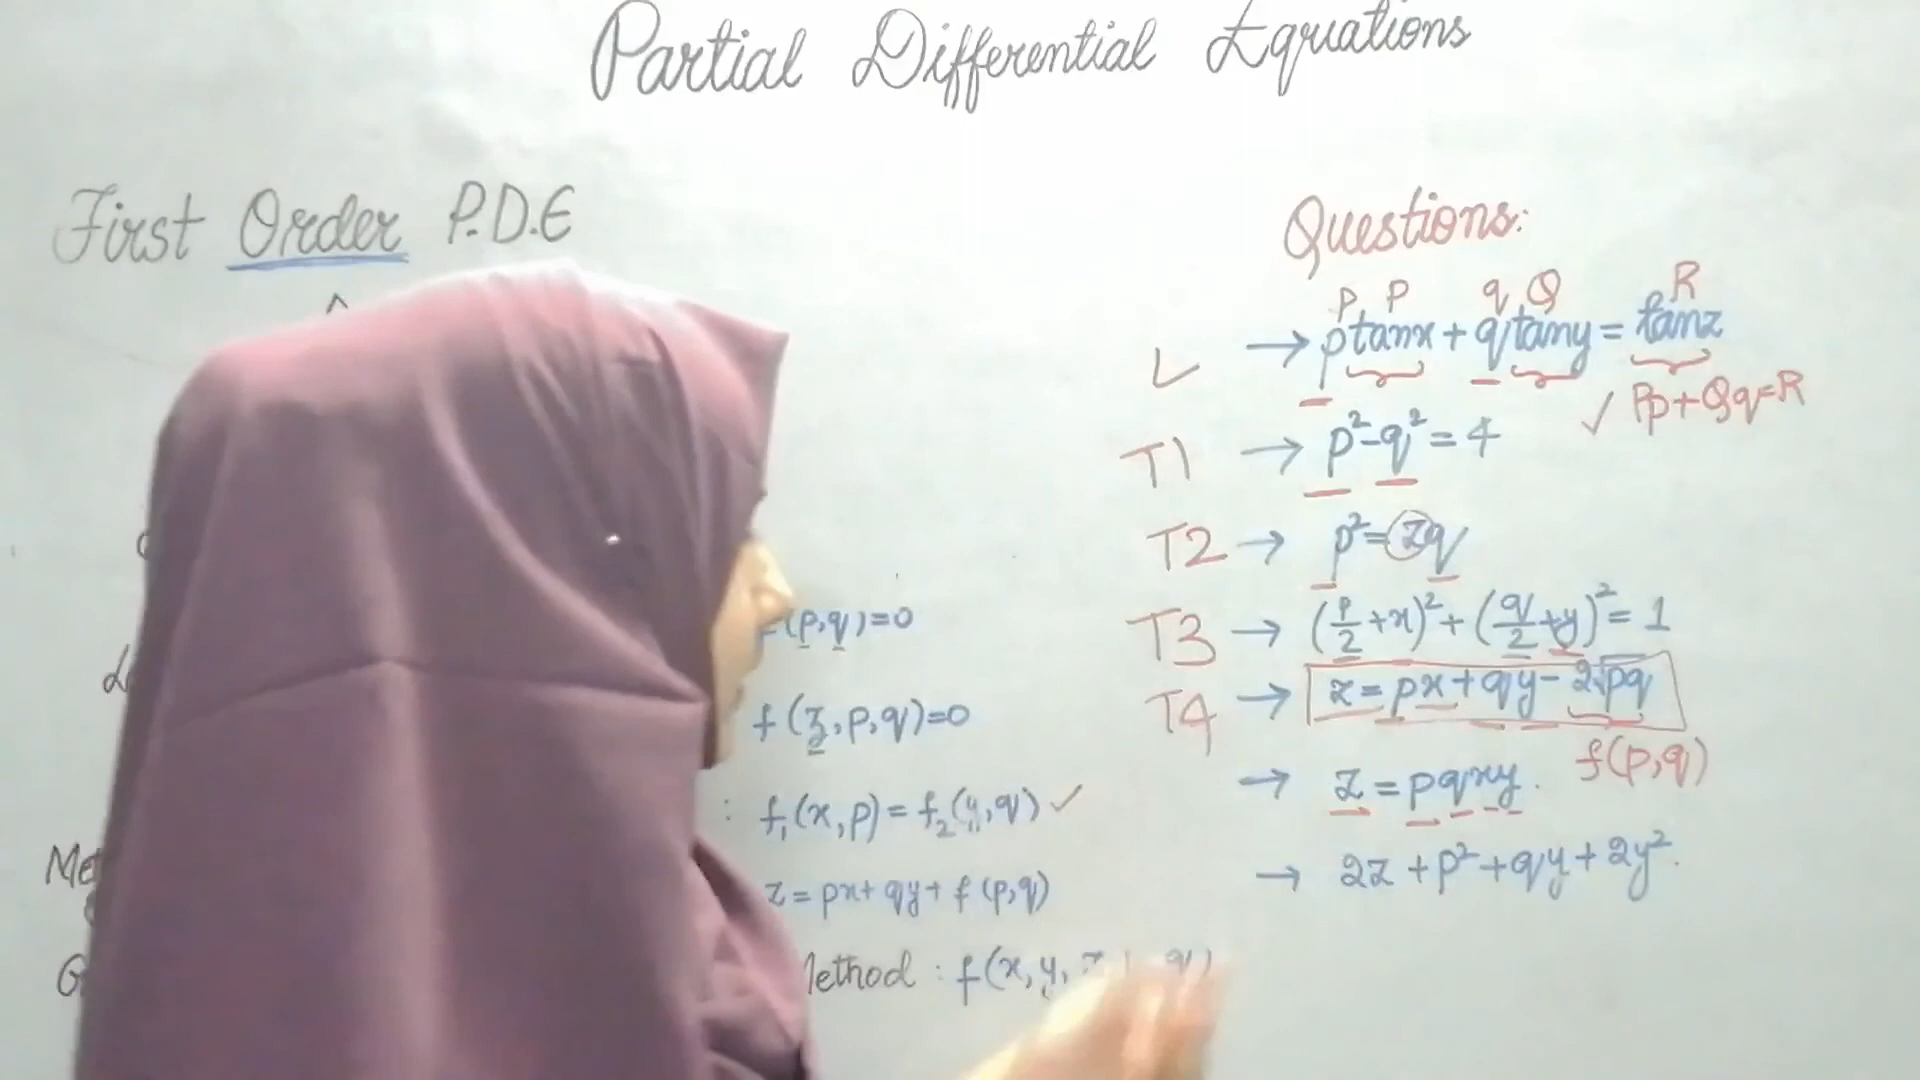 Partial Differential Equations
First Order P.D.E
f(p,q)=0
f(z,p,q)=0
: f₁(x,p) = f₂(y,q) ✓
z = px + qy + f(p,q)
Method : f(x,y,
Questions:
p, P q, Q R
L → p tanx + q tany = tanz
✓ Pp+Qq=R
T1 → p²-q² = 4
T2 → p² = zq
T3 → (p/2 + x)² + (q/2 + y)² = 1
T4 → z = px + qy - 2√pq
f(p,q)
→ z = pqxy.
→ 2z + p² + qy + 2y².